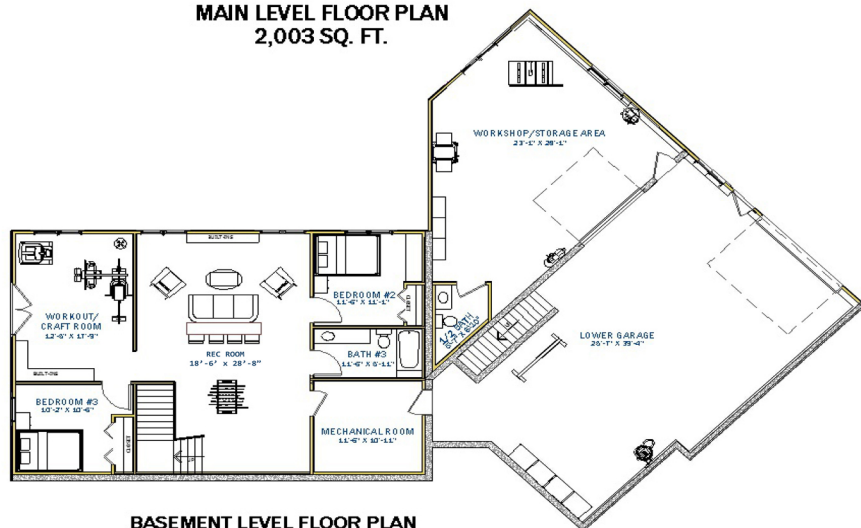 MAIN LEVEL FLOOR PLAN
2,003 SQ. FT.
WORKSHOP/STORAGE AREA
23'-1" X 28'-1"
BUILT-INS
BEDROOM #2
11'-6" X 11'-1"
CLOSET
WORKOUT/
CRAFT ROOM
12'-6" X 17'-9"
1/2 BATH
LOWER GARAGE
26'-7" X 39'-4"
REC ROOM
18'-6" X 28'-8"
BATH #3
11'-6" X 6'-11"
BUILT-INS
BEDROOM #3
10'-2" X 10'-6"
CLOSET
MECHANICAL ROOM
11'-6" X 10'-11"
BASEMENT LEVEL FLOOR PLAN